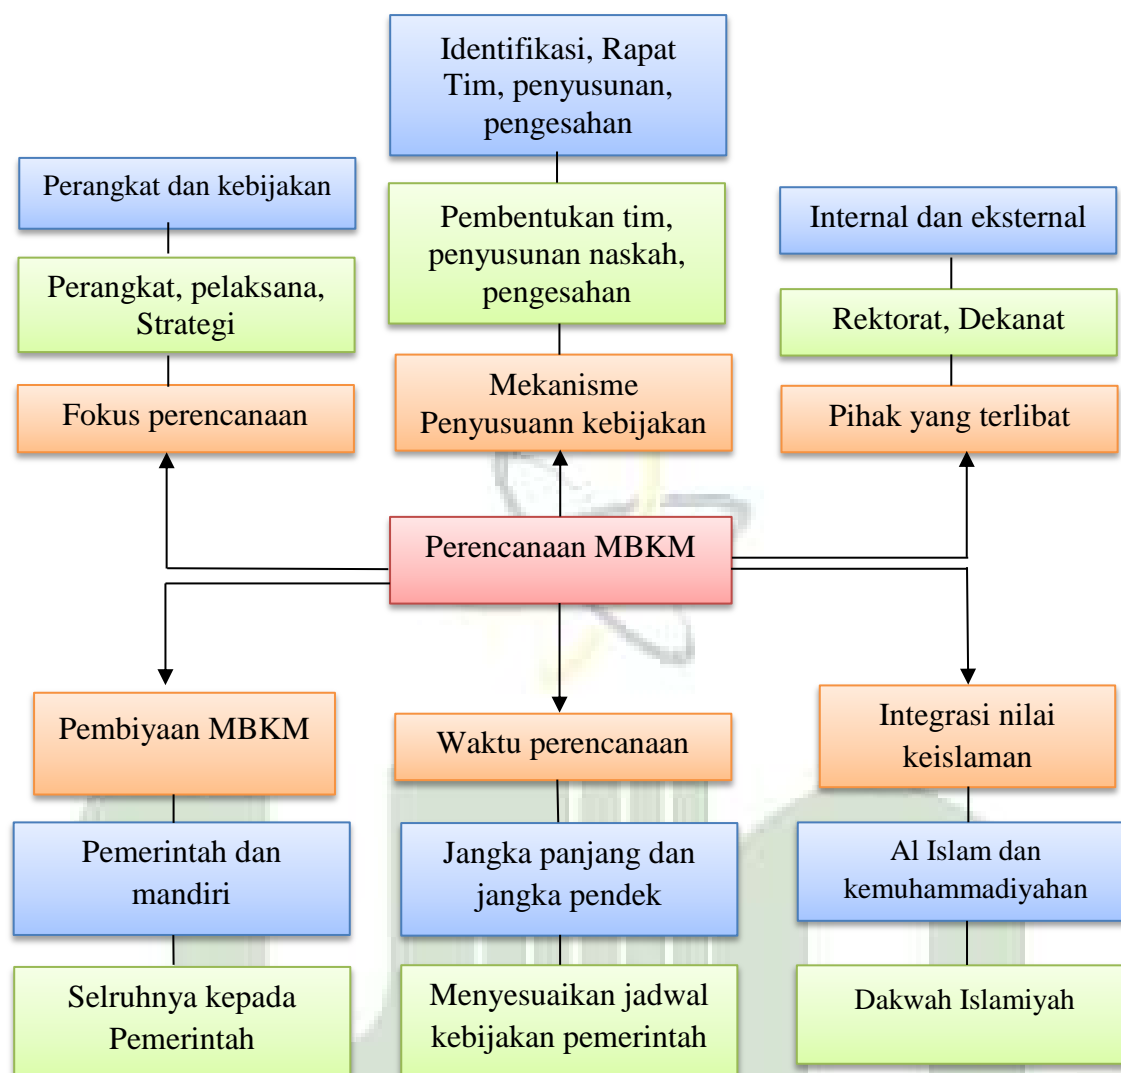 Identifikasi, Rapat
Tim, penyusunan,
pengesahan
Perangkat dan kebijakan
Pembentukan tim,
penyusunan naskah,
pengesahan
Internal dan eksternal
Perangkat, pelaksana,
Strategi
Rektorat, Dekanat
Fokus perencanaan
Mekanisme
Penyusuann kebijakan
Pihak yang terlibat
Perencanaan MBKM
Pembiyaan MBKM
Waktu perencanaan
Integrasi nilai
keislaman
Pemerintah dan
mandiri
Jangka panjang dan
jangka pendek
Al Islam dan
kemuhammadiyahan
Selruhnya kepada
Pemerintah
Menyesuaikan jadwal
kebijakan pemerintah
Dakwah Islamiyah